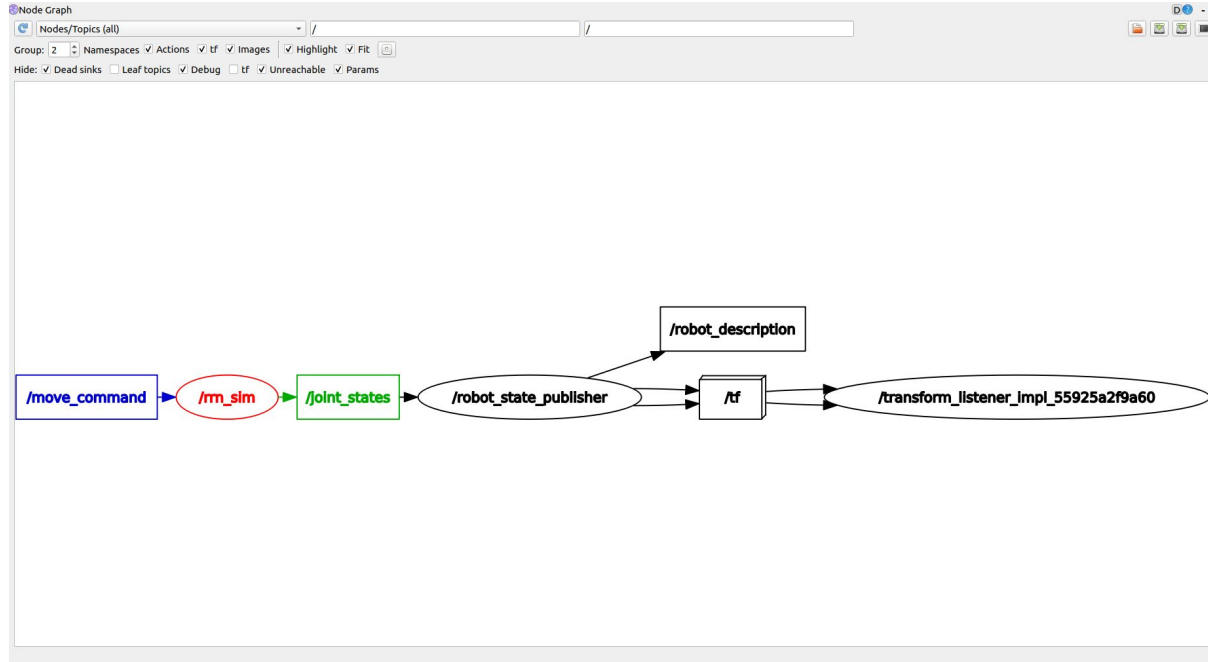 Node Graph
D ? -
Nodes/Topics (all) / /
Group: 2 Namespaces Actions tf Images Highlight Fit
Hide: Dead sinks Leaf topics Debug tf Unreachable Params
/robot_description
/move_command /rrn_sim /joint_states /robot_state_publisher /tf /transform_listener_impl_55925a2f9a60